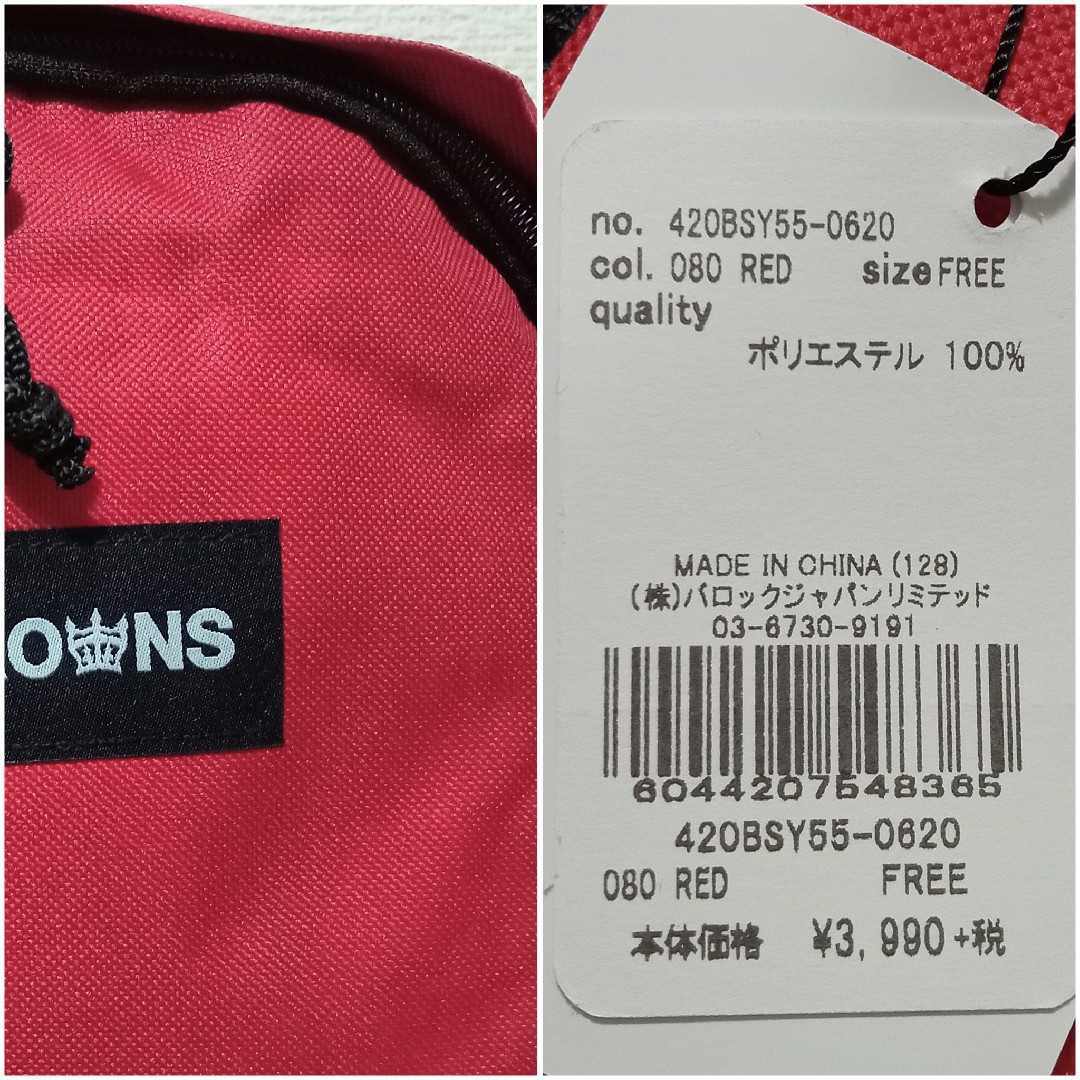 OWNS
no. 420BSY55-0620
col. 080 RED size FREE
quality
ポリエステル 100%
MADE IN CHINA (128)
(株)バロックジャパンリミテッド
03-6730-9191
6044207548365
420BSY55-0620
080 RED FREE
本体価格 ¥3,990+税